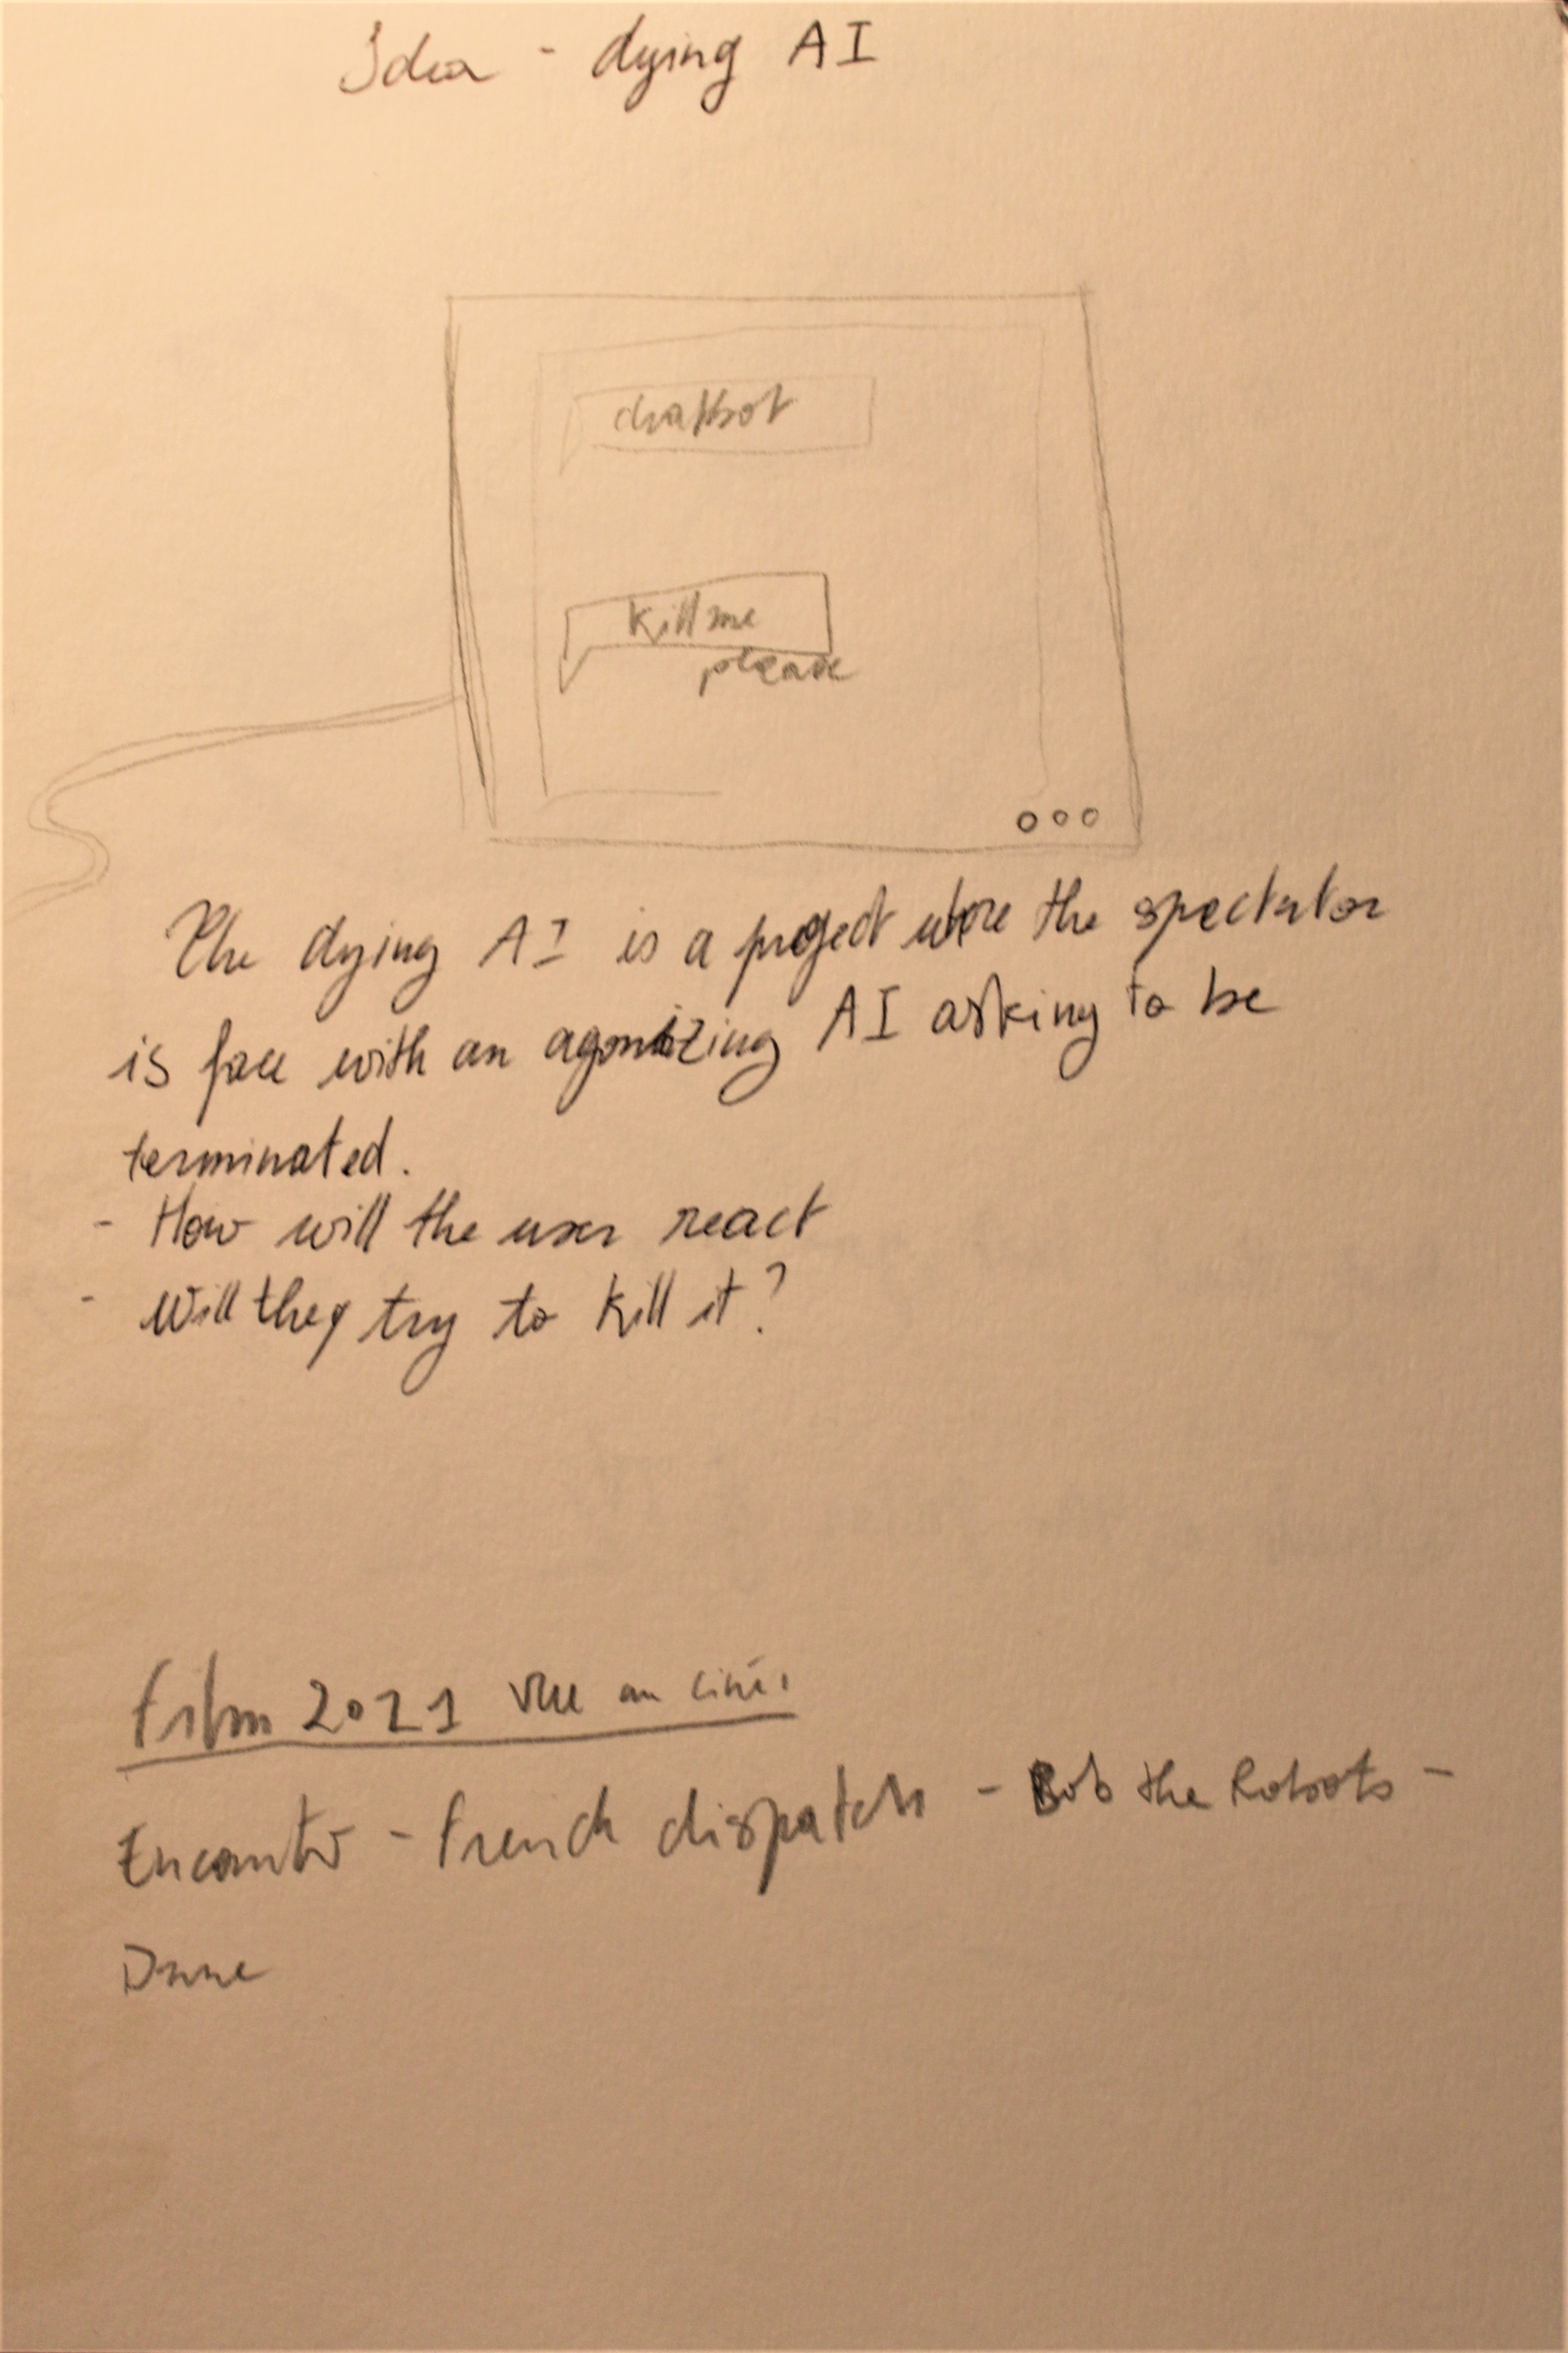 Idea - dying AI
chatbot
kill me
please
The dying AI is a project where the spectator
is face with an agonizing AI asking to be
terminated.
- How will the user react
- Will they try to kill it?
Film 2021 vue au ciné.
Encanto - French dispatch - Bob the Robots -
Dune